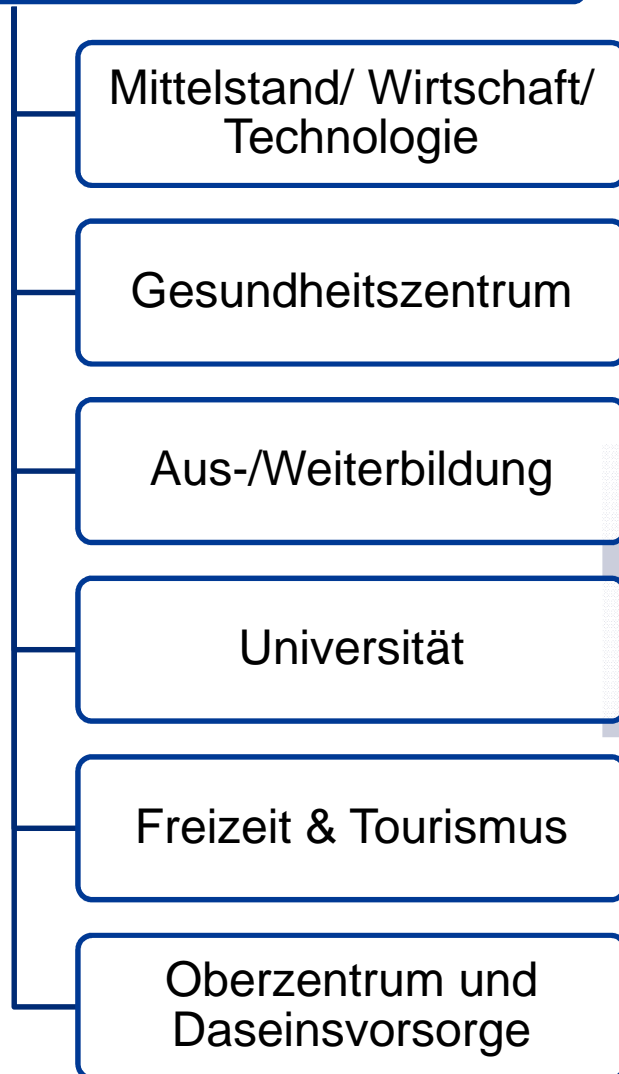 Mittelstand/ Wirtschaft/
Technologie
Gesundheitszentrum
Aus-/Weiterbildung
Universität
Freizeit & Tourismus
Oberzentrum und
Daseinsvorsorge